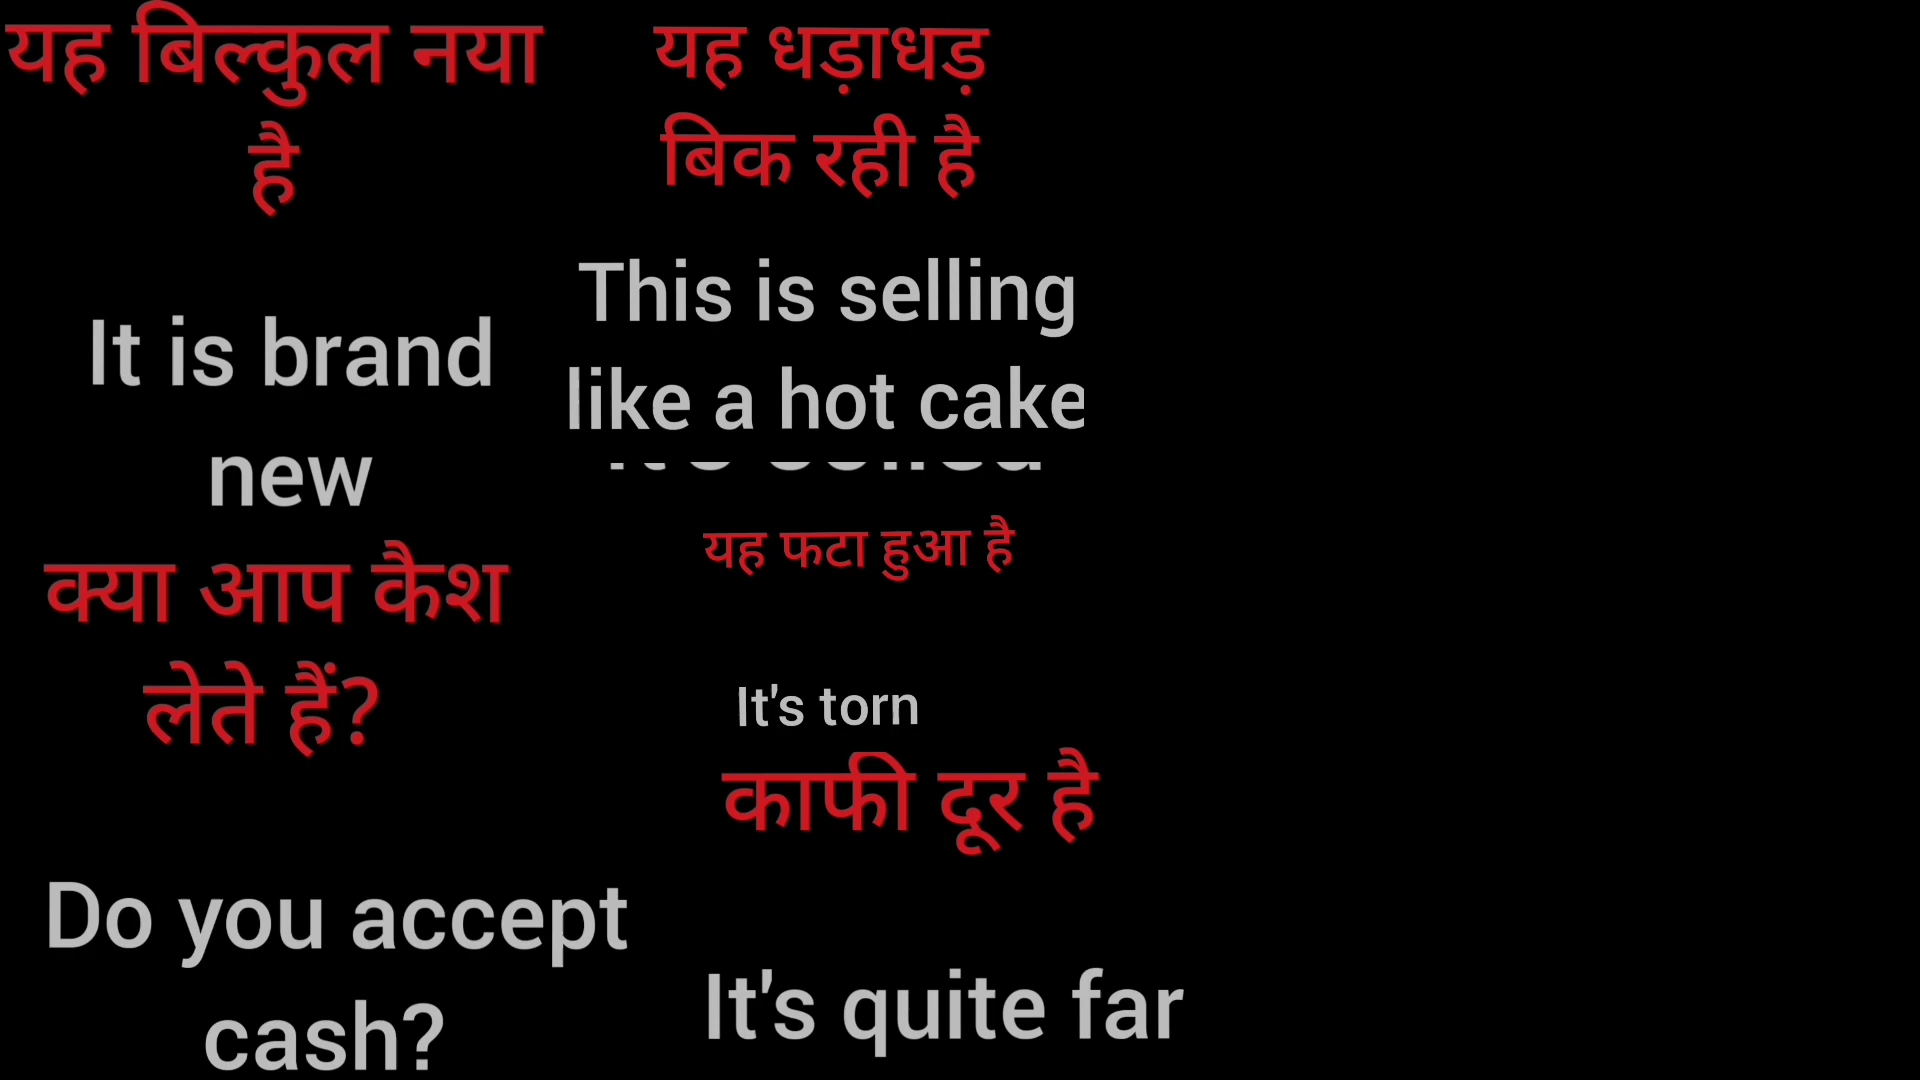 यह बिल्कुल नया
है
It is brand
new
क्या आप कैश
लेते हैं?
Do you accept
cash?
यह धड़ाधड़
बिक रही है
This is selling
like a hot cake
यह फटा हुआ है
It's torn
काफी दूर है
It's quite far